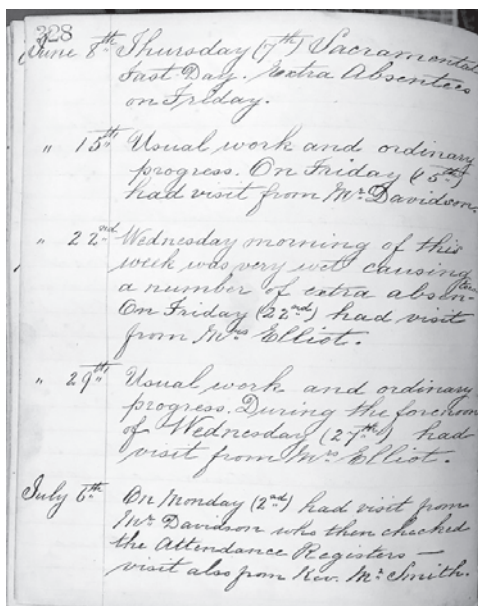 328
June 8th Thursday (7th) Sacramental
Fast Day. Extra Absentees
on Friday.
" 15th Usual work and ordinary
progress. On Friday (15th)
had visit from Mr Davidson.
" 22nd Wednesday morning of this
week was very wet causing
a number of extra absen-tees
On Friday (22nd) had visit
from Mrs Elliot.
" 29th Usual work and ordinary
progress. During the forenoon
of Wednesday (27th) had
visit from Mrs Elliot.
July 6th On Monday (2nd) had visit from
Mr Davidson who then checked
the Attendance Registers —
visit also from Rev. Mr Smith.